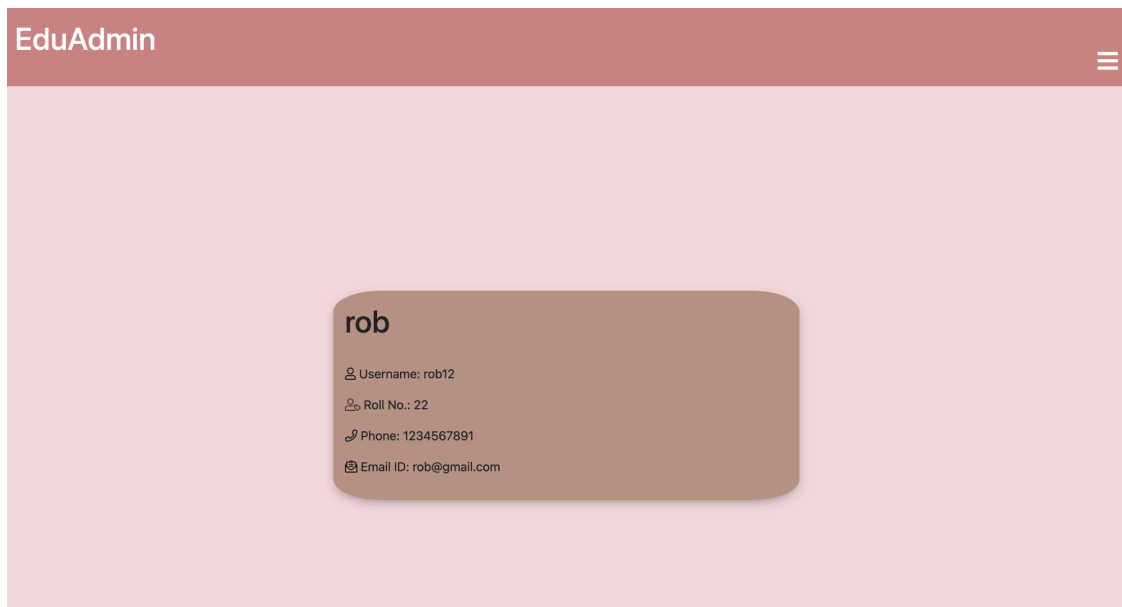 EduAdmin
rob
Username: rob12
Roll No.: 22
Phone: 1234567891
Email ID: rob@gmail.com